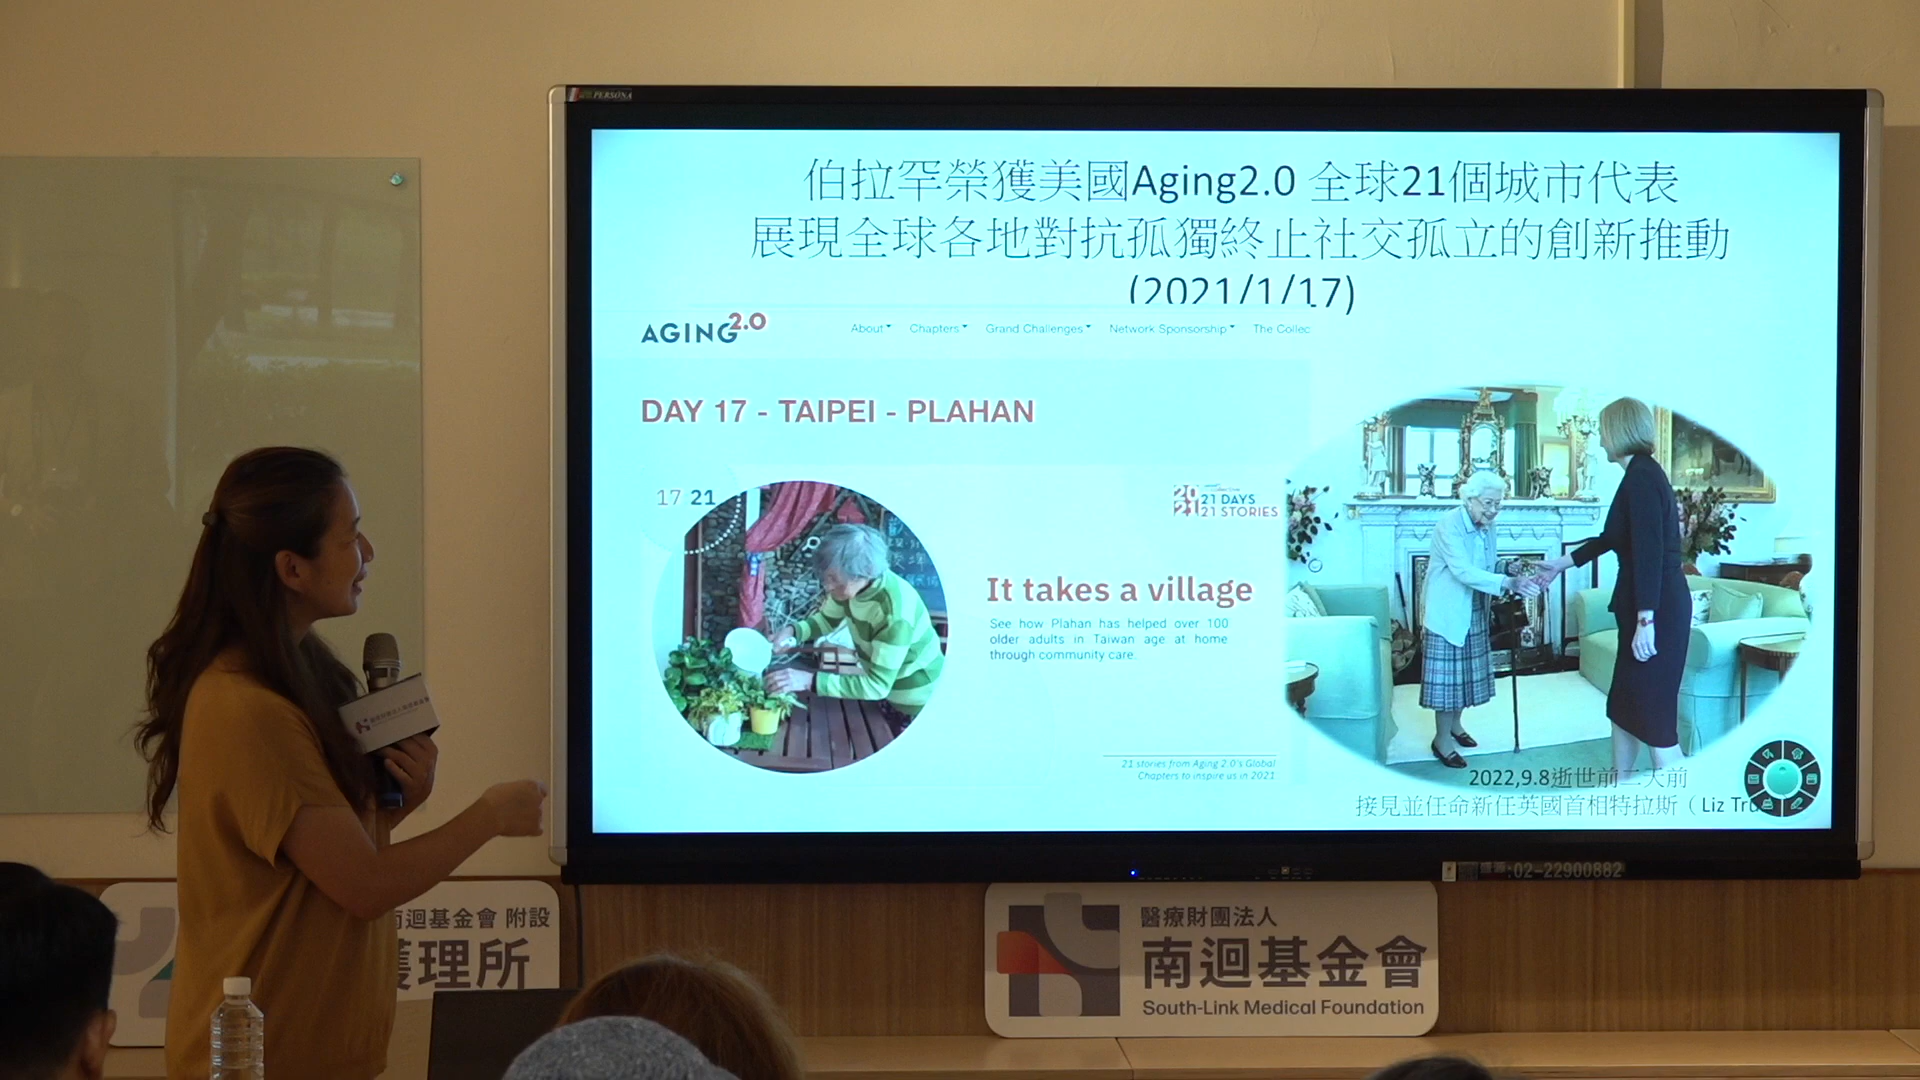 PERSONA
伯拉罕榮獲美國Aging2.0 全球21個城市代表
展現全球各地對抗孤獨終止社交孤立的創新推動
(2021/1/17)
AGING2.0
About Chapters Grand Challenges Network Sponsorship The Collec
DAY 17 - TAIPEI - PLAHAN
17 21
2021
21 DAYS
21 STORIES
It takes a village
See how Plahan has helped over 100
older adults in Taiwan age at home
through community care.
21 stories from Aging 2.0's Global
Chapters to inspire us in 2021
2022,9.8逝世前二天前
接見並任命新任英國首相特拉斯（Liz Tru
:02-22900882
南迴基金會 附設
護理所
醫療財團法人
南迴基金會
South-Link Medical Foundation